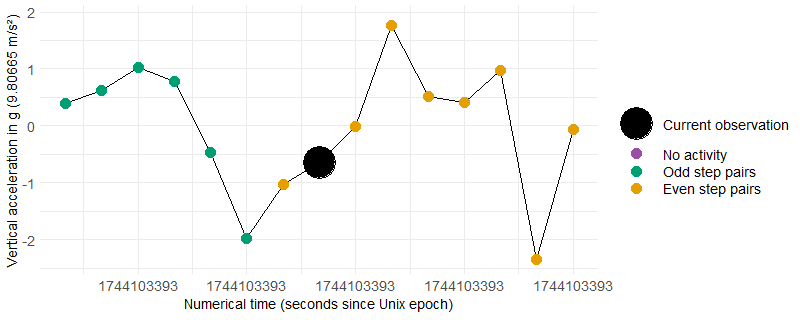 Vertical acceleration in g (9.80665 m/s²)
2
1
0
-1
-2
1744103393 1744103393 1744103393 1744103393 1744103393
Numerical time (seconds since Unix epoch)
Current observation
No activity
Odd step pairs
Even step pairs